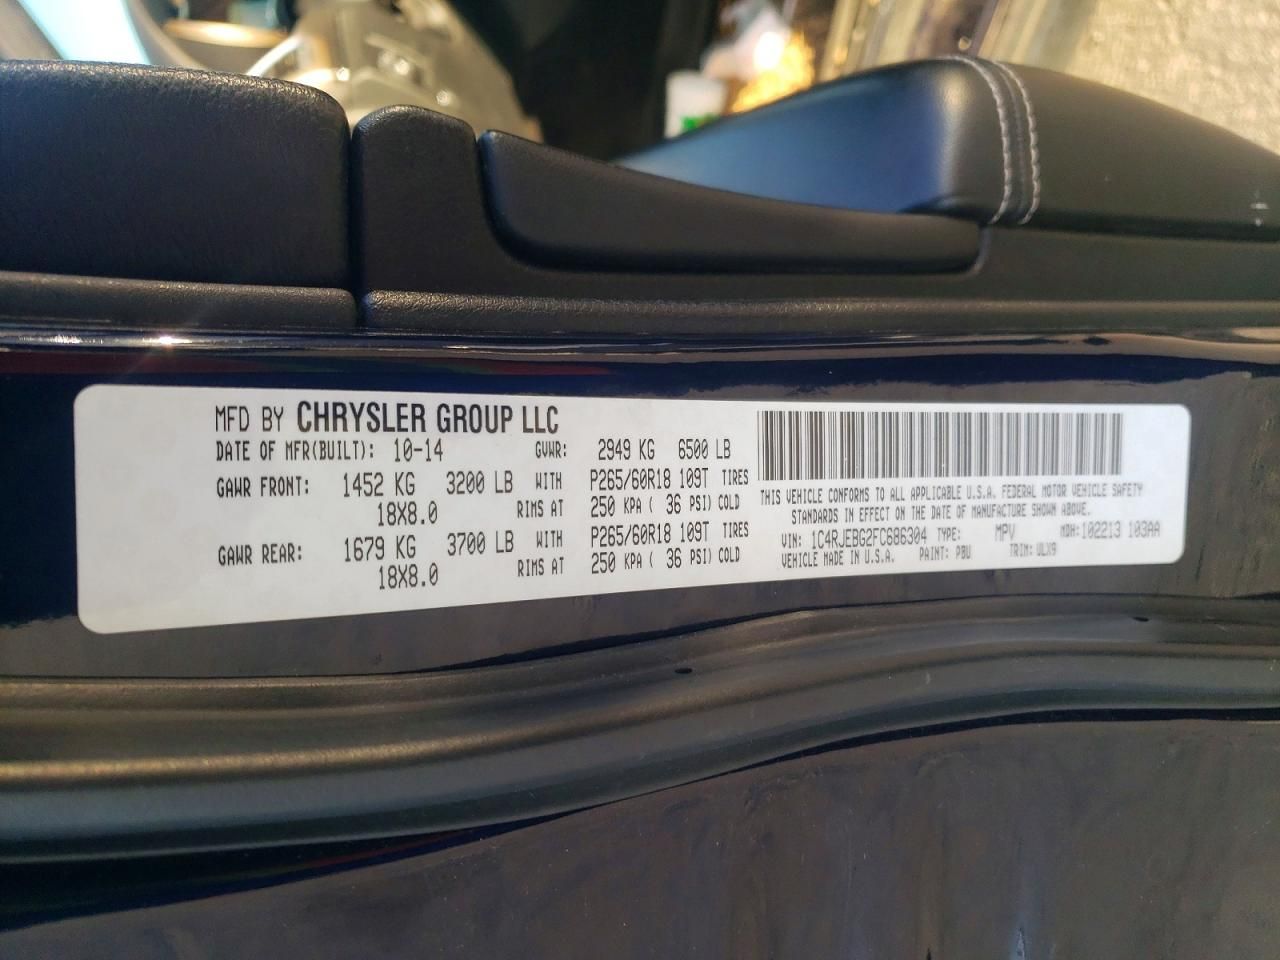 MFD BY CHRYSLER GROUP LLC
DATE OF MFR(BUILT): 10-14 GVWR: 2949 KG 6500 LB
GAWR FRONT: 1452 KG 3200 LB WITH P265/60R18 109T TIRES
18X8.0 RIMS AT 250 KPA ( 36 PSI) COLD
GAWR REAR: 1679 KG 3700 LB WITH P265/60R18 109T TIRES
18X8.0 RIMS AT 250 KPA ( 36 PSI) COLD
THIS VEHICLE CONFORMS TO ALL APPLICABLE U.S.A. FEDERAL MOTOR VEHICLE SAFETY
STANDARDS IN EFFECT ON THE DATE OF MANUFACTURE SHOWN ABOVE.
VIN: 1C4RJEBG2FC686304 TYPE: MPV MDH:102213 103AA
VEHICLE MADE IN U.S.A. PAINT: PBU TRIM: VLX9